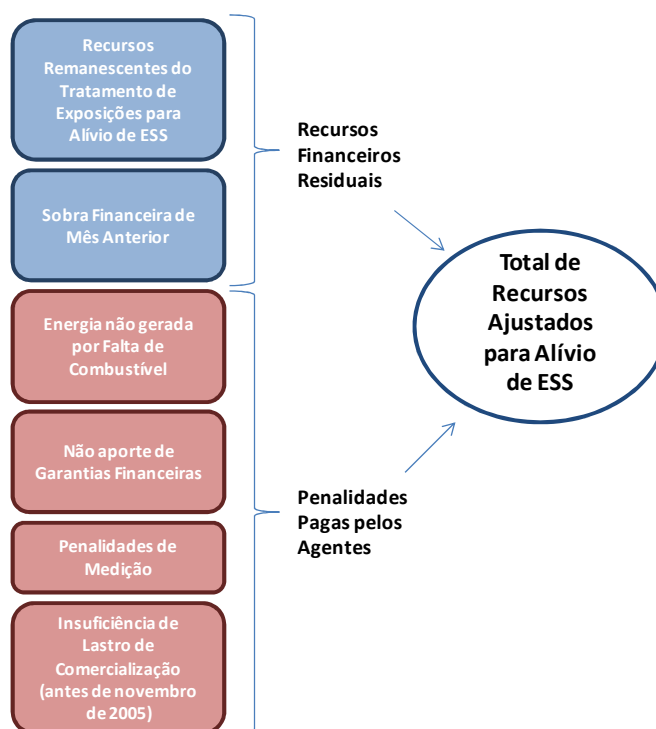 Recursos
Remanescentes do
Tratamento de
Exposições para
Alívio de ESS
Sobra Financeira de
Mês Anterior
Recursos
Financeiros
Residuais
Energia não gerada
por Falta de
Combustível
Não aporte de
Garantias Financeiras
Penalidades de
Medição
Insuficiência de
Lastro de
Comercialização
(antes de novembro
de 2005)
Penalidades
Pagas pelos
Agentes
Total de
Recursos
Ajustados
para Alívio
de ESS